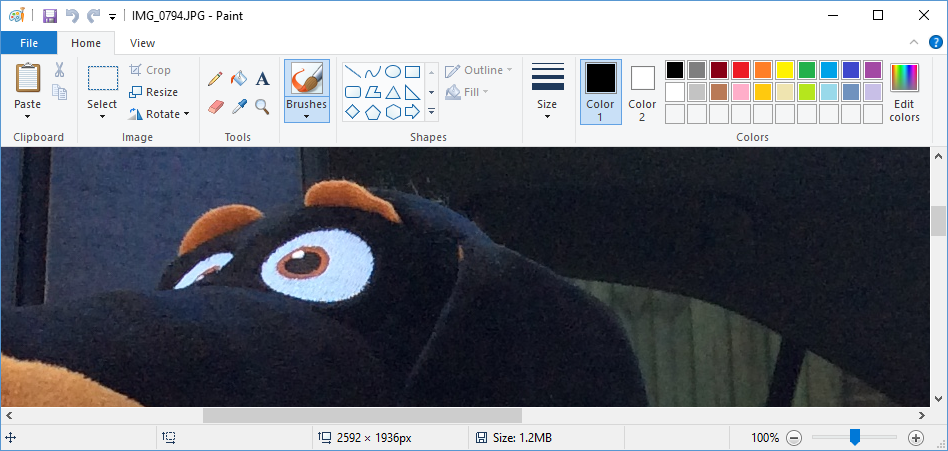 IMG_0794.JPG - Paint
File Home View
Paste
Clipboard
Select
Crop
Resize
Rotate
Image
A
Tools
Brushes
Outline
Fill
Shapes
Size
Color 1
Color 2
Edit colors
Colors
2592 × 1936px
Size: 1.2MB
100%